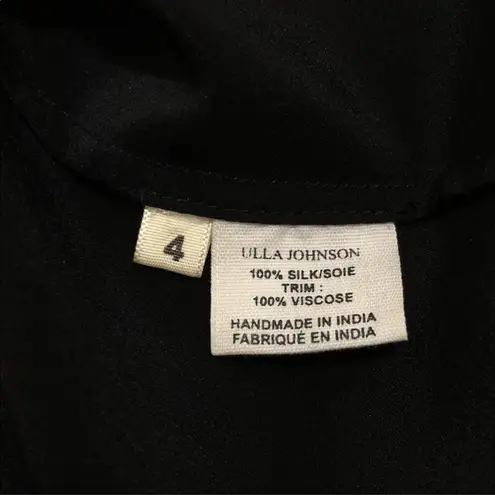 4
ULLA JOHNSON
100% SILK/SOIE
TRIM :
100% VISCOSE
HANDMADE IN INDIA
FABRIQUÉ EN INDIA